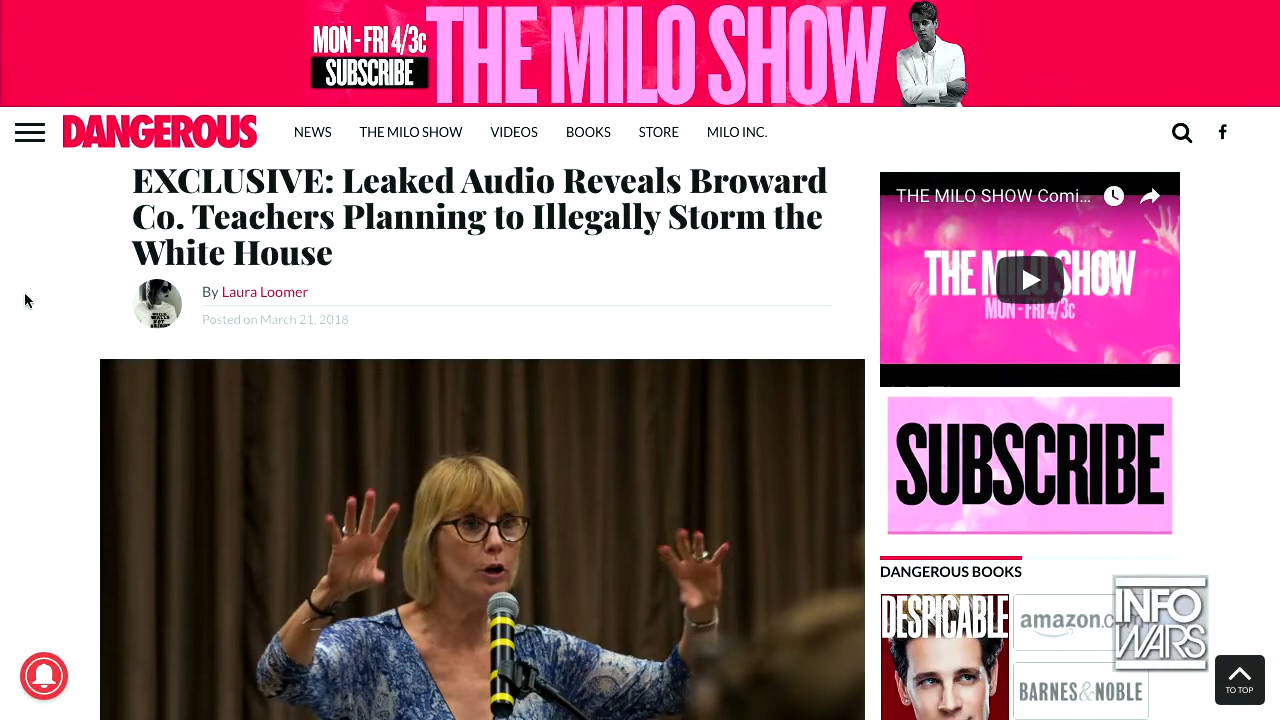 MON - FRI 4/3c
SUBSCRIBE
THE MILO SHOW
DANGEROUS
NEWS
THE MILO SHOW
VIDEOS
BOOKS
STORE
MILO INC.
EXCLUSIVE: Leaked Audio Reveals Broward
Co. Teachers Planning to Illegally Storm the
White House
By Laura Loomer
Posted on March 21, 2018
THE MILO SHOW Comi...
THE MILO SHOW
MON - FRI 4/3c
SUBSCRIBE
DANGEROUS BOOKS
DESPICABLE
INFO
WARS
BARNES & NOBLE
TO TOP